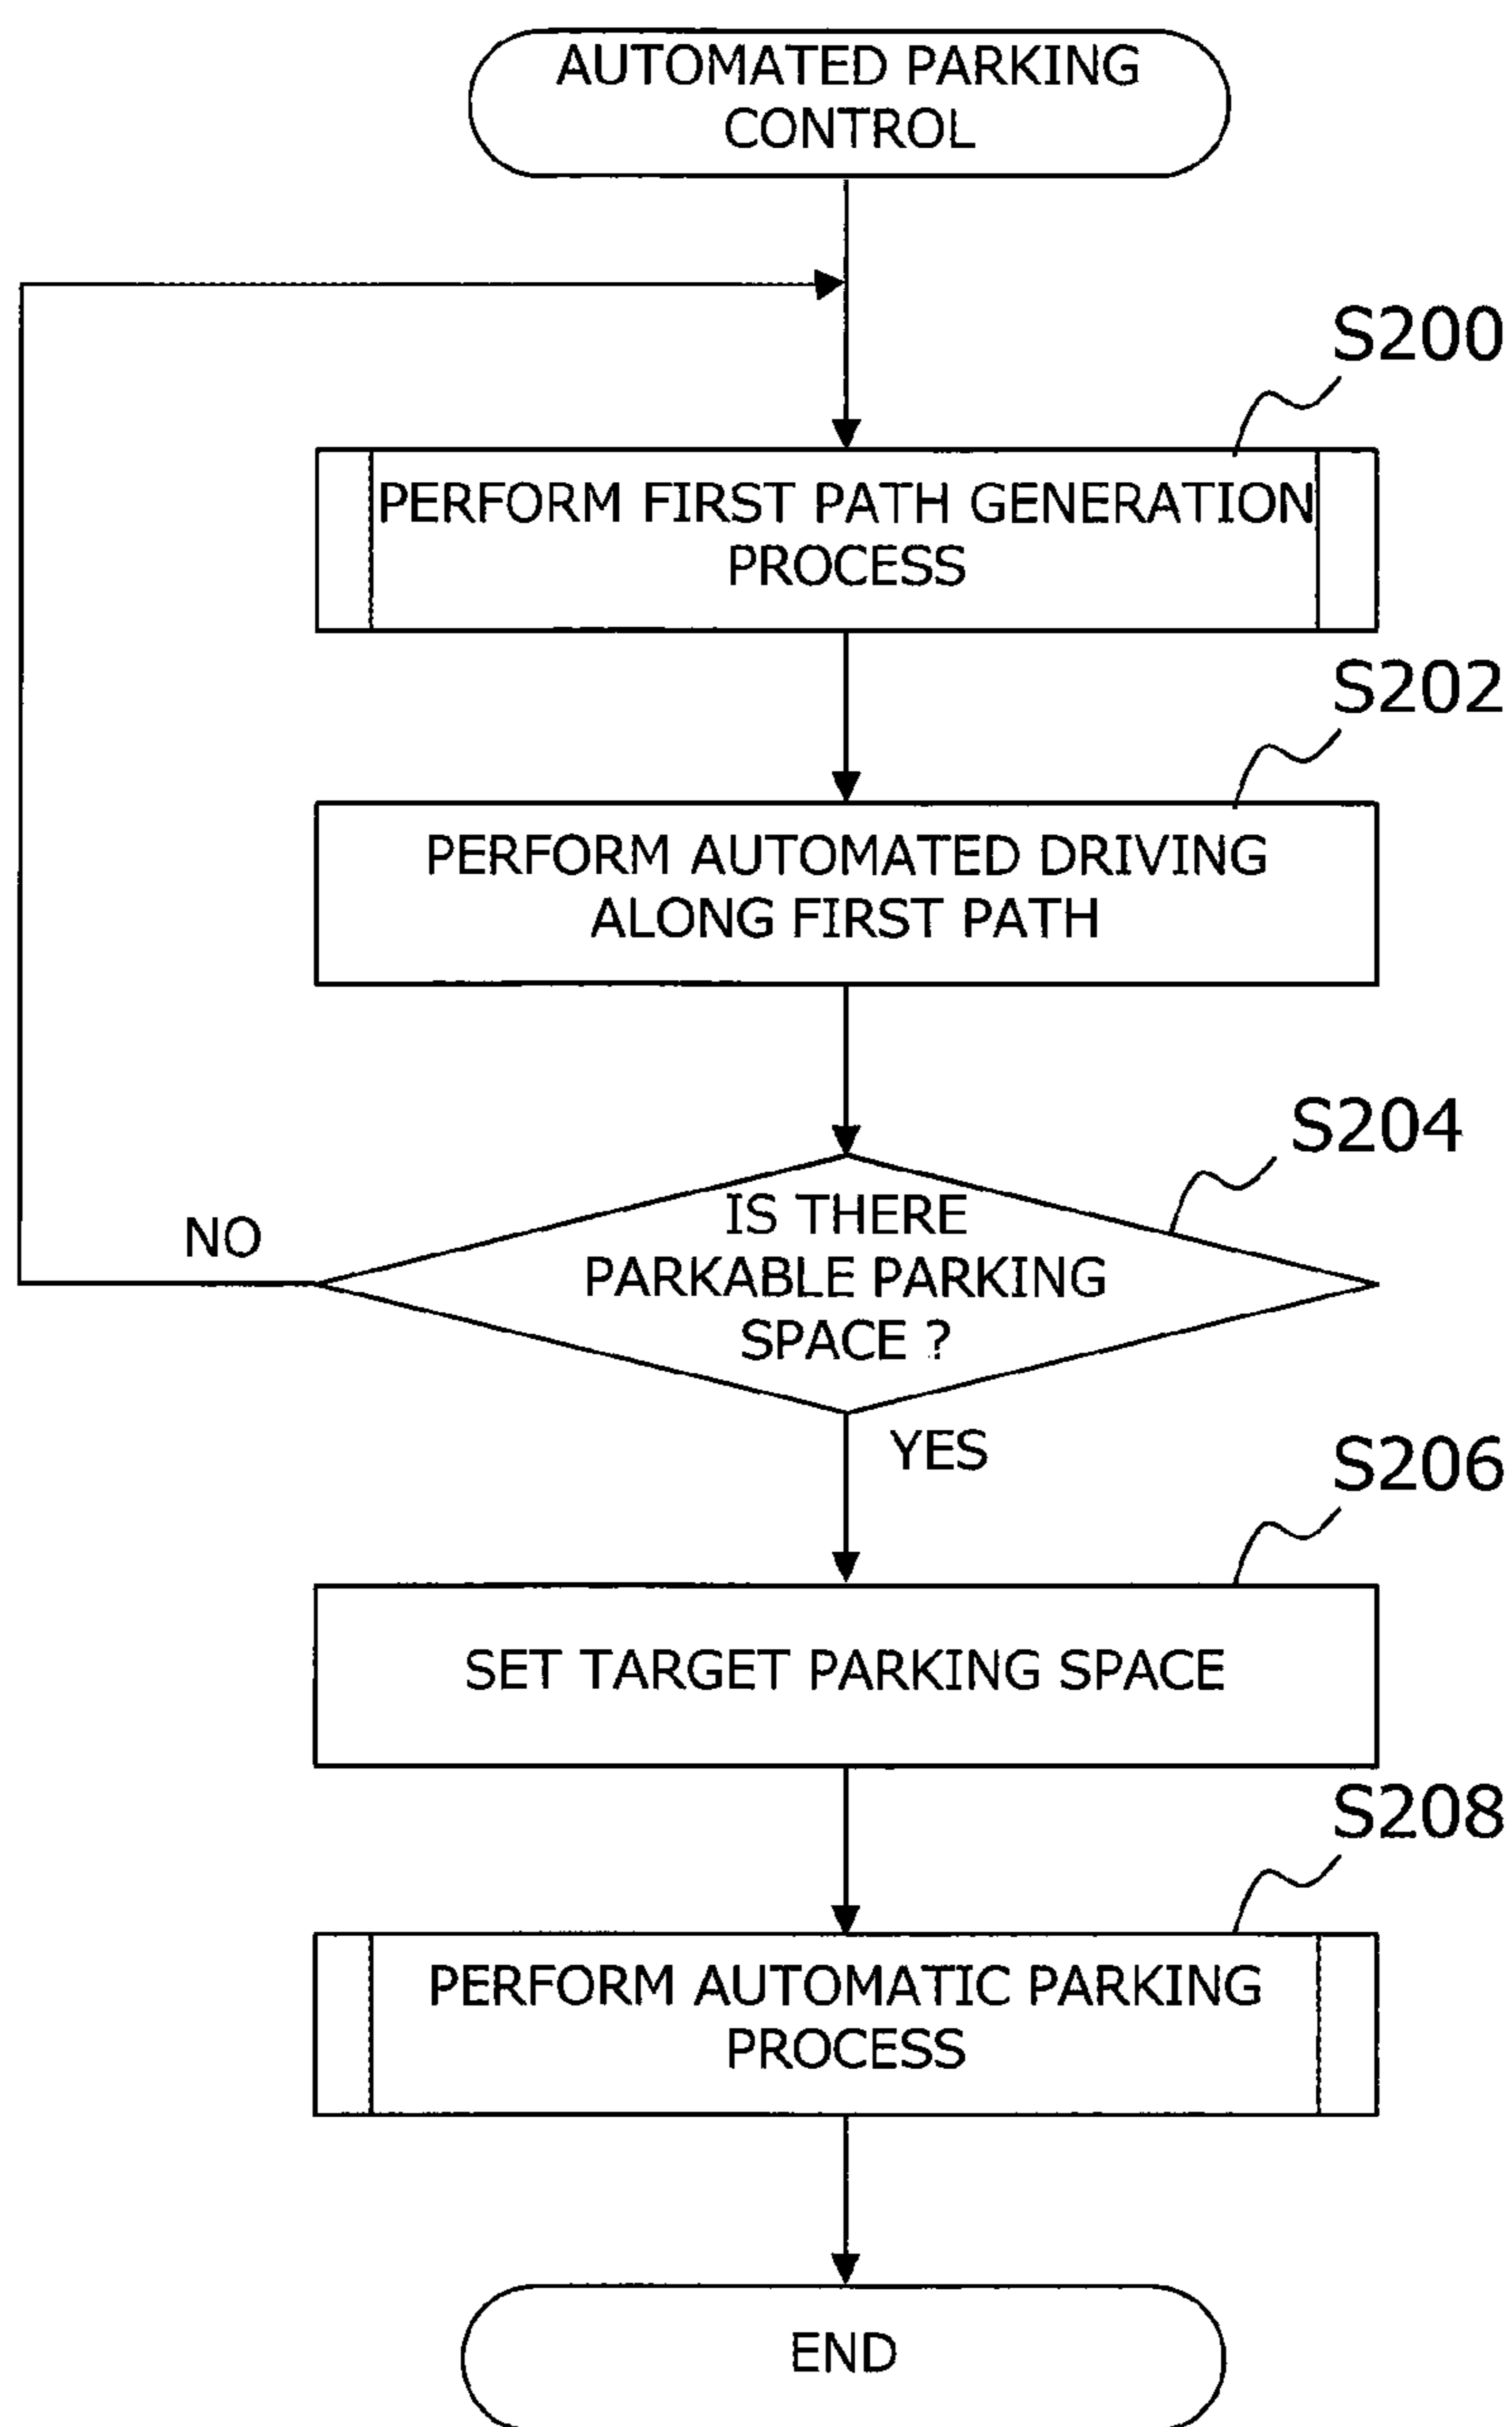 AUTOMATED PARKING
CONTROL
S200
PERFORM FIRST PATH GENERATION
PROCESS
S202
PERFORM AUTOMATED DRIVING
ALONG FIRST PATH
S204
IS THERE
PARKABLE PARKING
SPACE ?
NO
YES
S206
SET TARGET PARKING SPACE
S208
PERFORM AUTOMATIC PARKING
PROCESS
END